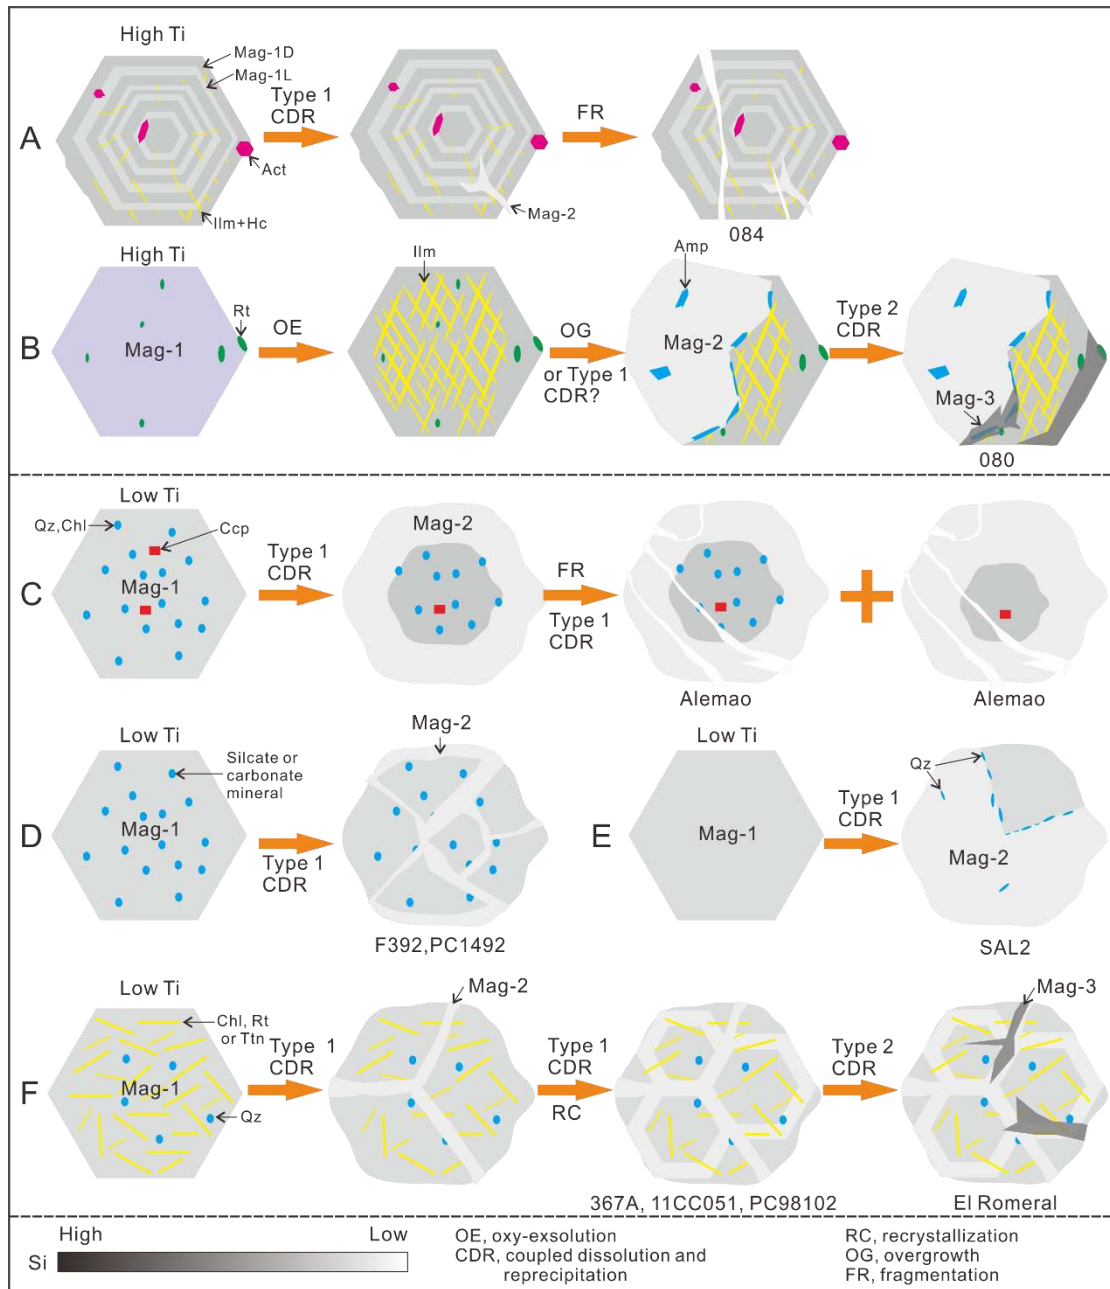 High Ti
Mag-1D
Mag-1L
Type 1
CDR
FR
A
Act
Ilm+Hc
Mag-2
084
High Ti
Ilm
Amp
Rt
OE
OG
Type 2
CDR
B
Mag-1
or Type 1
CDR?
Mag-2
Mag-3
080
Low Ti
Qz,Chl
Ccp
Mag-2
Type 1
CDR
FR
Mag-1
C
Type 1
CDR
Alemao
Alemao
Low Ti
Mag-2
Low Ti
Silcate or
carbonate
mineral
Qz
Type 1
CDR
D
Mag-1
E
Mag-1
Type 1
CDR
Mag-2
F392,PC1492
SAL2
Low Ti
Mag-2
Mag-3
Chl, Rt
or Ttn
Type 1
CDR
Type 1
CDR
Type 2
CDR
F
Mag-1
RC
Qz
367A, 11CC051, PC98102
El Romeral
High
Low
Si
OE, oxy-exsolution
CDR, coupled dissolution and
reprecipitation
RC, recrystallization
OG, overgrowth
FR, fragmentation